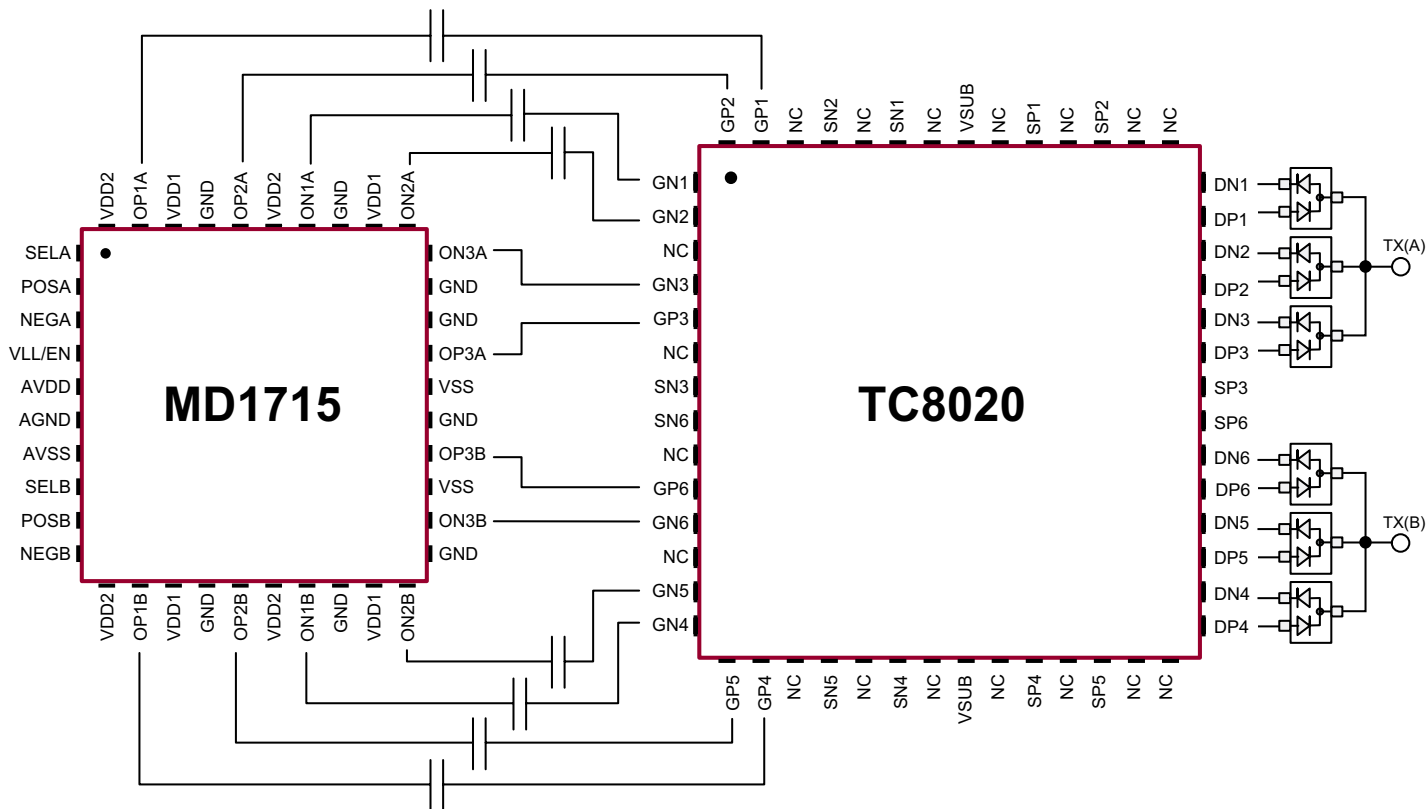 GP2
GP1
NC
SN2
NC
SN1
NC
VSUB
NC
SP1
NC
SP2
NC
NC
VDD2
OP1A
VDD1
GND
OP2A
VDD2
ON1A
GND
VDD1
ON2A
SELA
POSA
NEGA
VLL/EN
AVDD
AGND
AVSS
SELB
POSB
NEGB
MD1715
ON3A
GND
GND
OP3A
VSS
GND
OP3B
VSS
ON3B
GND
VDD2
OP1B
VDD1
GND
OP2B
VDD2
ON1B
GND
VDD1
ON2B
GN1
GN2
NC
GN3
GP3
NC
SN3
SN6
NC
GP6
GN6
NC
GN5
GN4
TC8020
DN1
DP1
DN2
DP2
DN3
DP3
SP3
SP6
DN6
DP6
DN5
DP5
DN4
DP4
TX(A)
TX(B)
GP5
GP4
NC
SN5
NC
SN4
NC
VSUB
NC
SP4
NC
SP5
NC
NC